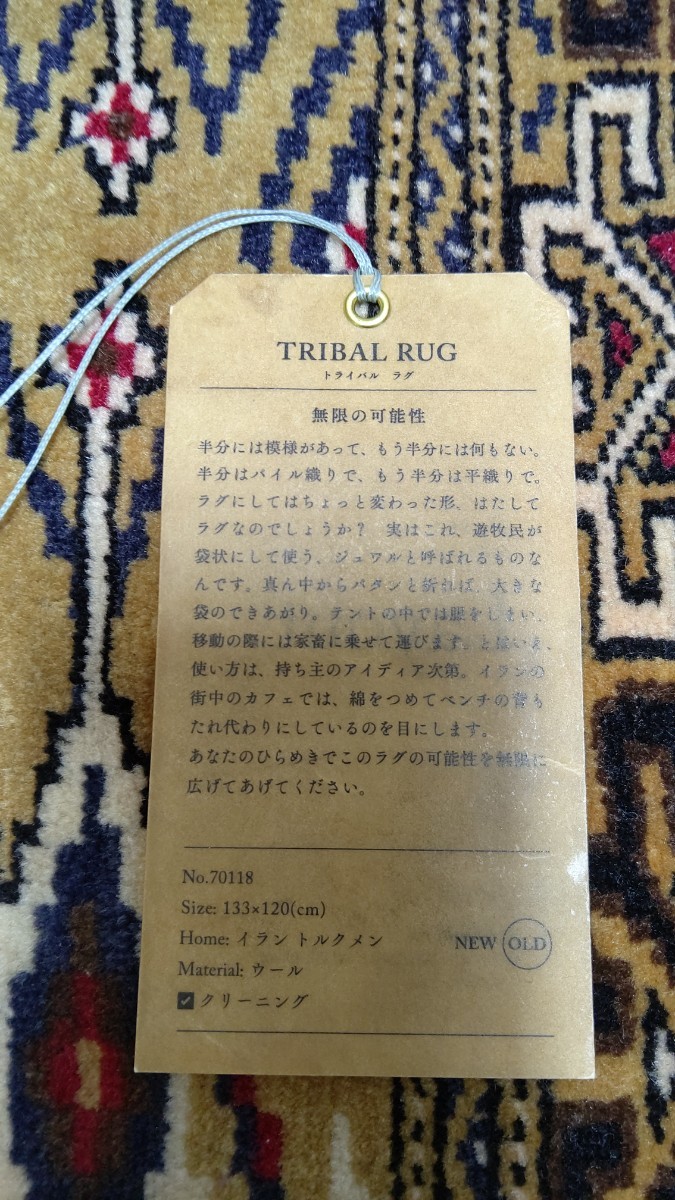 TRIBAL RUG
トライバル ラグ
無限の可能性
半分には模様があって、もう半分には何もない。
半分はパイル織りで、もう半分は平織りで。
ラグにしてはちょっと変わった形。はたして
ラグなのでしょうか？ 実はこれ、遊牧民が
袋状にして使う、ジュワルと呼ばれるものな
んです。真ん中からパタンと折れば、大きな
袋のできあがり。テントの中では服をしまい、
移動の際には家畜に乗せて運びます。とはいえ、
使い方は、持ち主のアイディア次第。イランの
街中のカフェでは、綿をつめてベンチの背も
たれ代わりにしているのを目にします。
あなたのひらめきでこのラグの可能性を無限に
広げてあげてください。
No.70118
Size: 133×120(cm)
Home: イラン トルクメン
NEW OLD
Material: ウール
☑ クリーニング